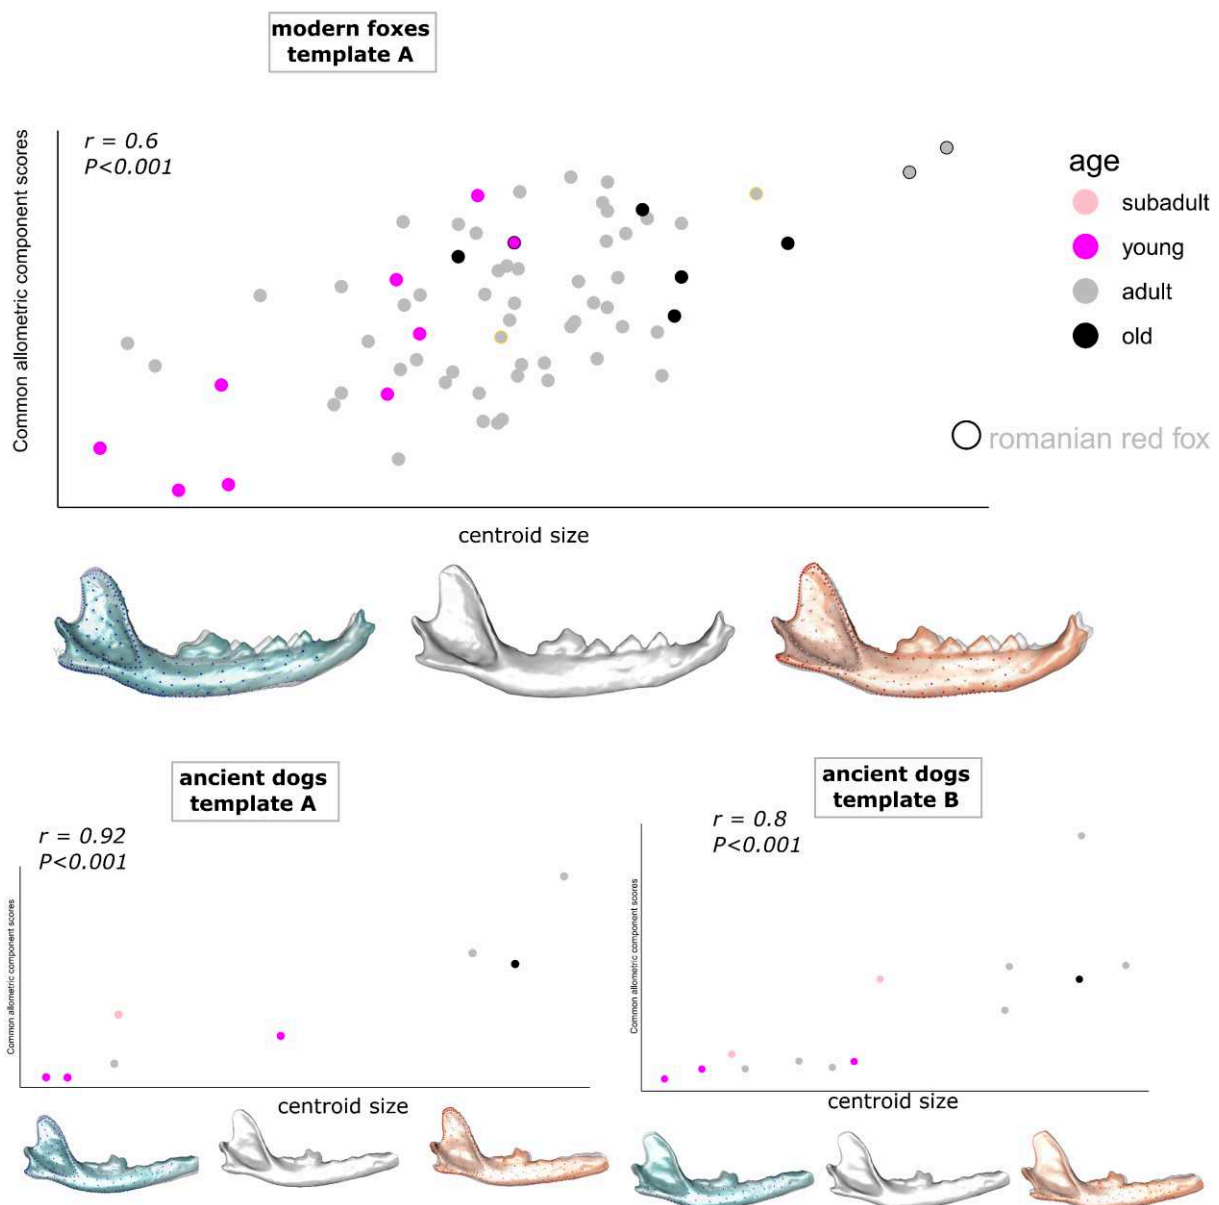 modern foxes
template A
r = 0.6
P<0.001
Common allometric component scores
age
subadult
young
adult
old
romanian red fox
centroid size
ancient dogs
template A
r = 0.92
P<0.001
Common allometric component scores
centroid size
ancient dogs
template B
r = 0.8
P<0.001
Common allometric component scores
centroid size